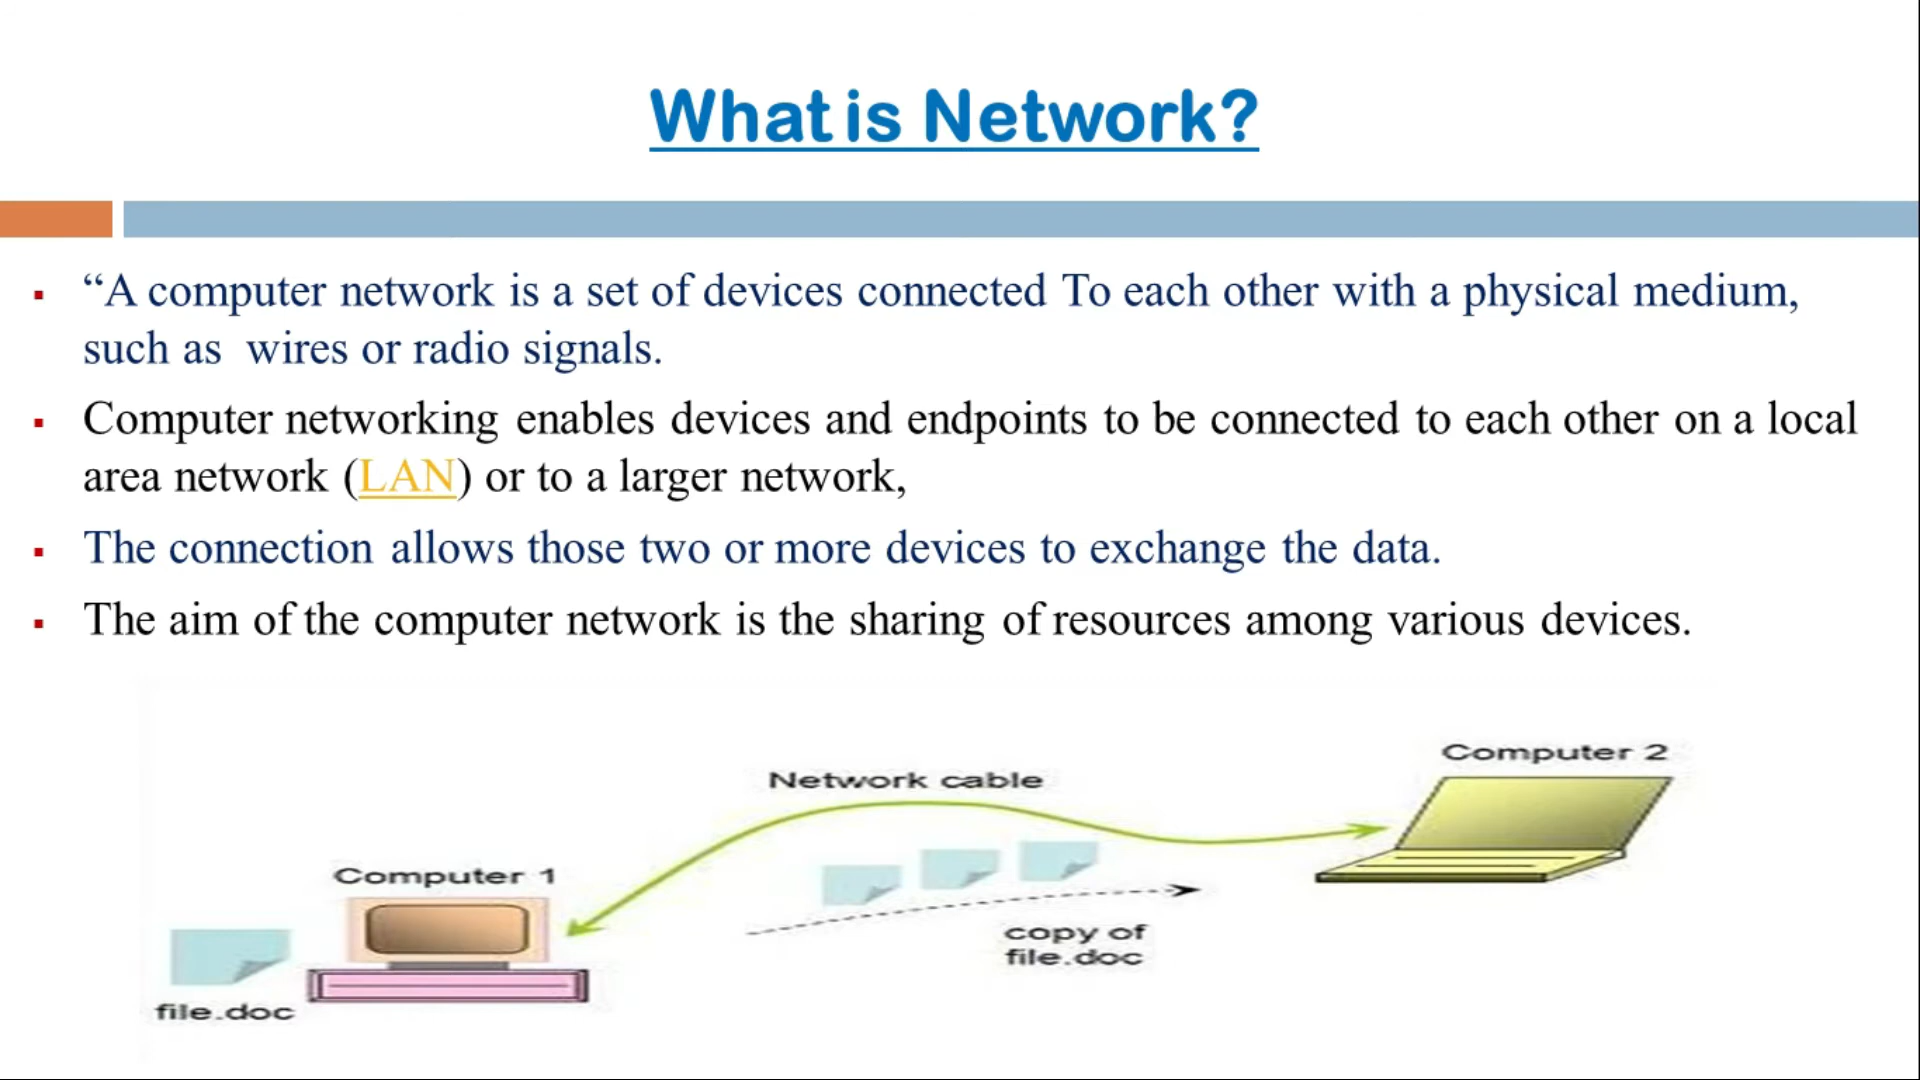 What is Network?
“A computer network is a set of devices connected To each other with a physical medium,
such as wires or radio signals.
Computer networking enables devices and endpoints to be connected to each other on a local
area network (LAN) or to a larger network,
The connection allows those two or more devices to exchange the data.
The aim of the computer network is the sharing of resources among various devices.
Computer 2
Network cable
Computer 1
copy of
file.doc
file.doc